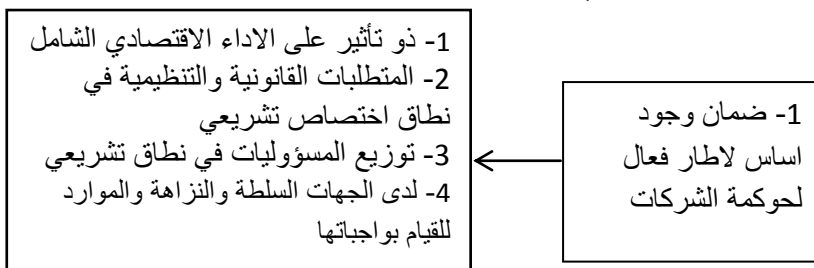 1- ضمان وجود
اساس لاطار فعال
لحوكمة الشركات
1- ذو تأثير على الاداء الاقتصادي الشامل
2- المتطلبات القانونية والتنظيمية في
نطاق اختصاص تشريعي
3- توزيع المسؤوليات في نطاق تشريعي
4- لدى الجهات السلطة والنزاهة والموارد
للقيام بواجباتها